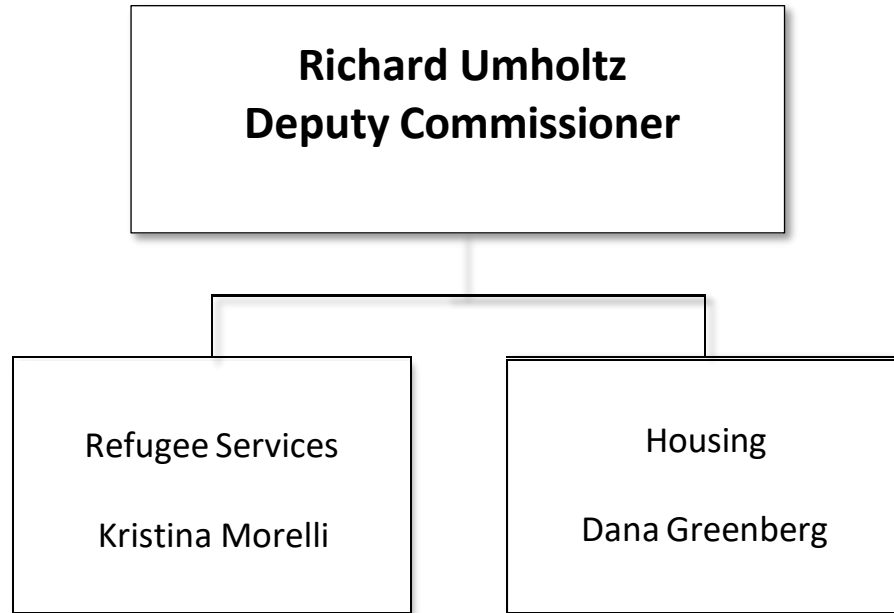 Richard Umholtz
Deputy Commissioner
Refugee Services
Kristina Morelli
Housing
Dana Greenberg